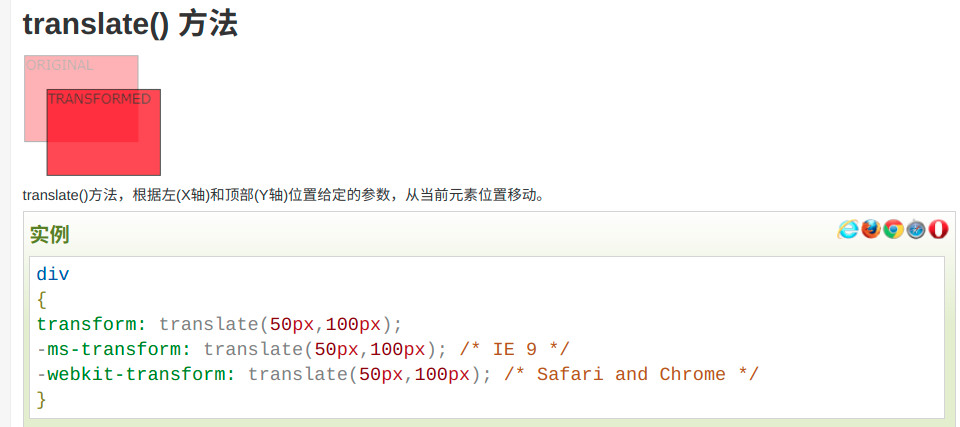 translate() 方法
ORIGINAL
TRANSFORMED
translate()方法，根据左(X轴)和顶部(Y轴)位置给定的参数，从当前元素位置移动。
实例
div
{
transform: translate(50px,100px);
-ms-transform: translate(50px,100px); /* IE 9 */
-webkit-transform: translate(50px,100px); /* Safari and Chrome */
}